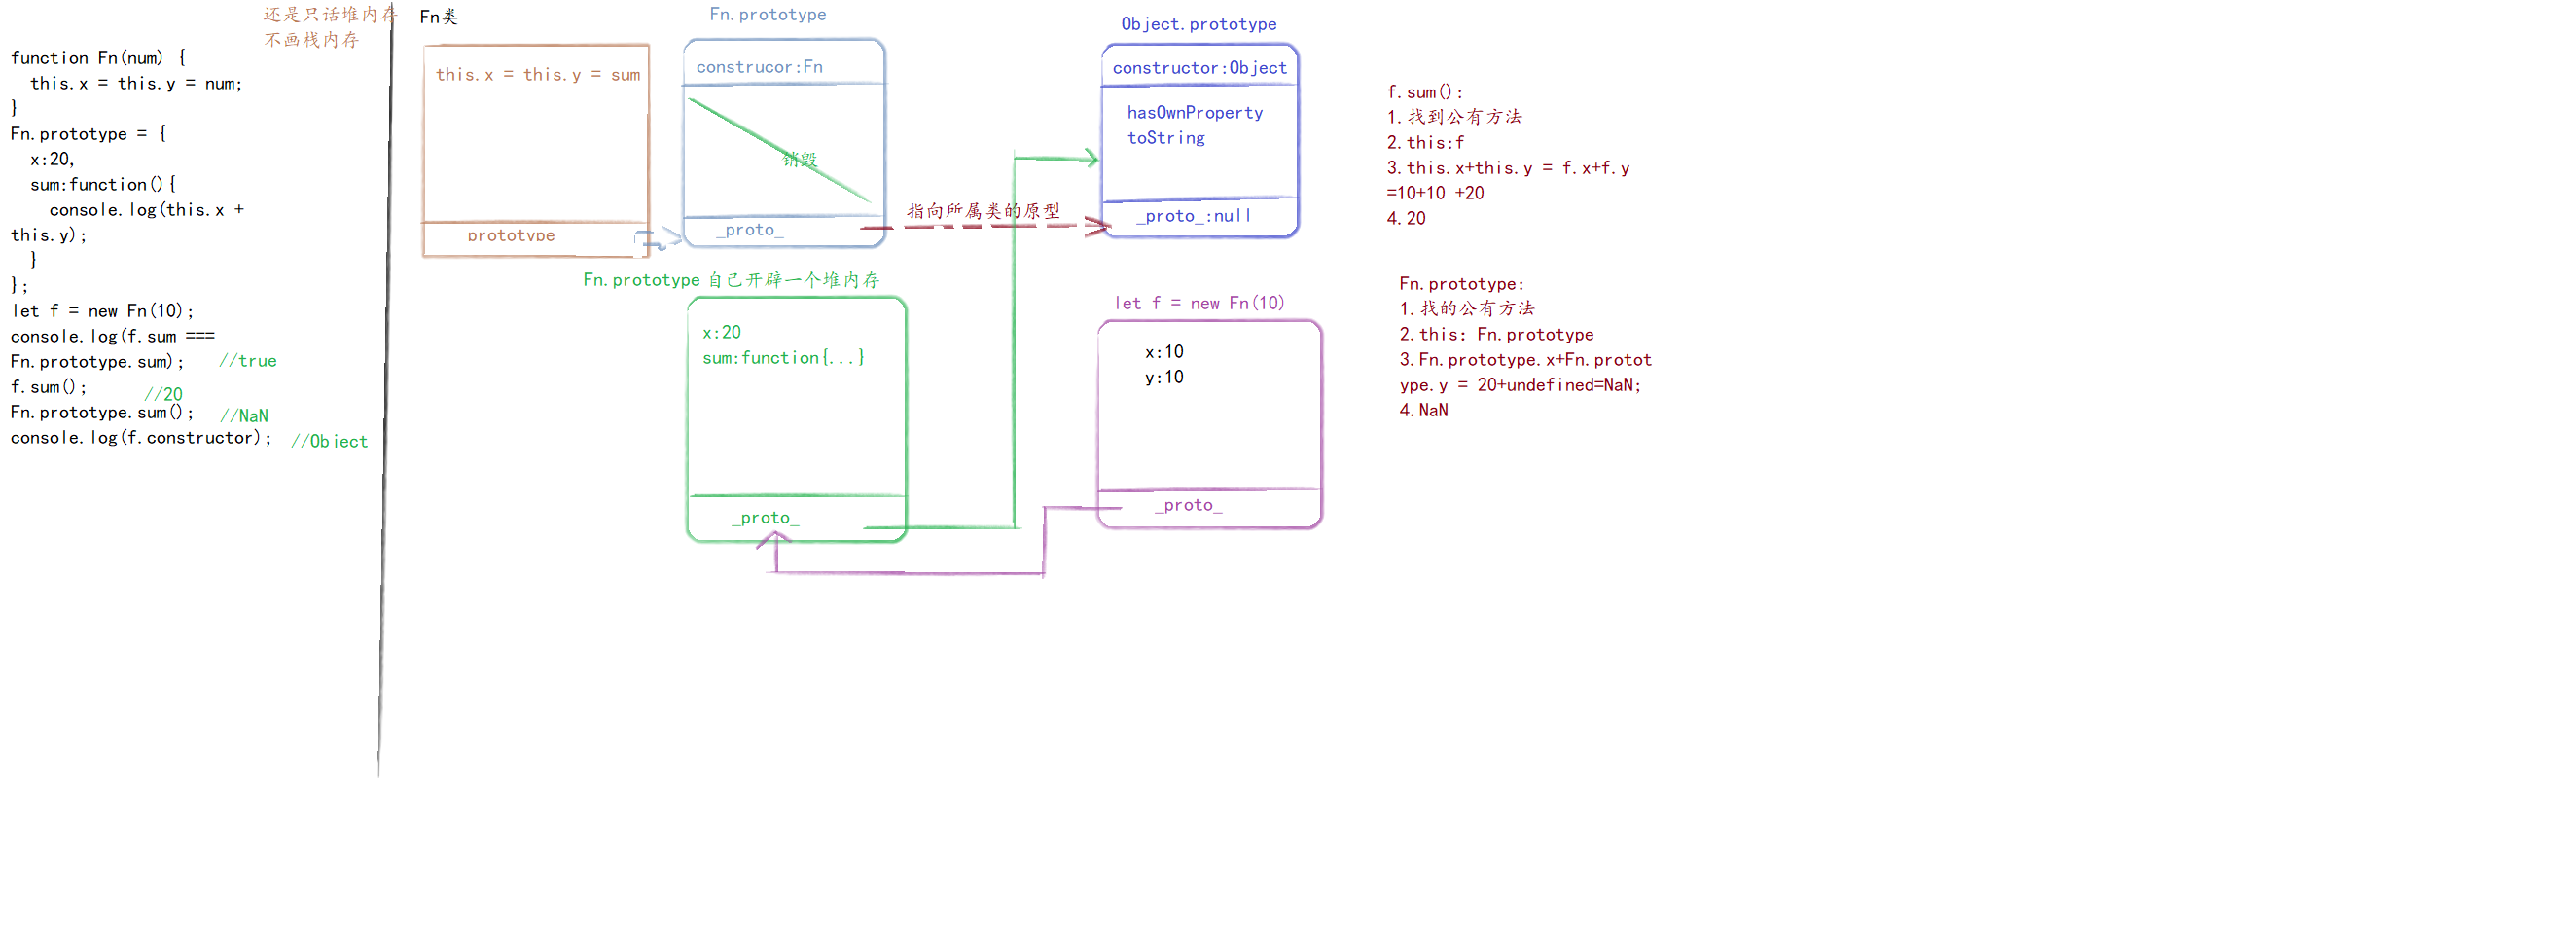 还是只话堆内存
不画栈内存
function Fn(num) {
  this.x = this.y = num;
}
Fn.prototype = {
  x:20,
  sum:function(){
    console.log(this.x +
this.y);
  }
};
let f = new Fn(10);
console.log(f.sum ===
Fn.prototype.sum); //true
f.sum(); //20
Fn.prototype.sum(); //NaN
console.log(f.constructor); //Object
Fn类
this.x = this.y = sum
prototype
Fn.prototype
construcor:Fn
销毁
_proto_
指向所属类的原型
Object.prototype
constructor:Object
hasOwnProperty
toString
_proto_:null
Fn.prototype 自己开辟一个堆内存
x:20
sum:function{...}
_proto_
let f = new Fn(10)
x:10
y:10
_proto_
f.sum():
1.找到公有方法
2.this:f
3.this.x+this.y = f.x+f.y
=10+10 +20
4.20
Fn.prototype:
1.找的公有方法
2.this: Fn.prototype
3.Fn.prototype.x+Fn.protot
ype.y = 20+undefined=NaN;
4.NaN